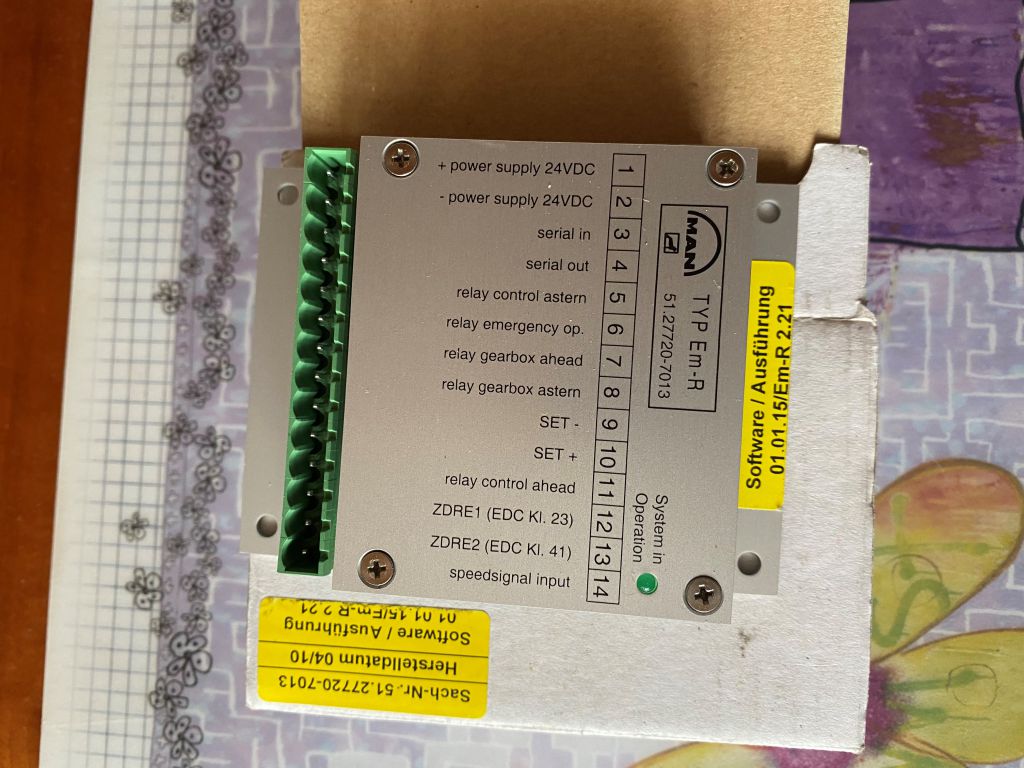 + power supply 24VDC 1
- power supply 24VDC 2
serial in 3
serial out 4
relay control astern 5
relay emergency op. 6
relay gearbox ahead 7
relay gearbox astern 8
SET - 9
SET + 10
relay control ahead 11
ZDRE1 (EDC Kl. 23) 12
ZDRE2 (EDC Kl. 41) 13
speedsignal input 14
MAN
TYP Em-R
51.27720-7013
System in
Operation
Software / Ausführung
01.01.15/Em-R 2.21
Sach-Nr. 51.27720-7013
Herstelldatum 04/10
Software / Ausführung
01.01.15/Em-R 2.21